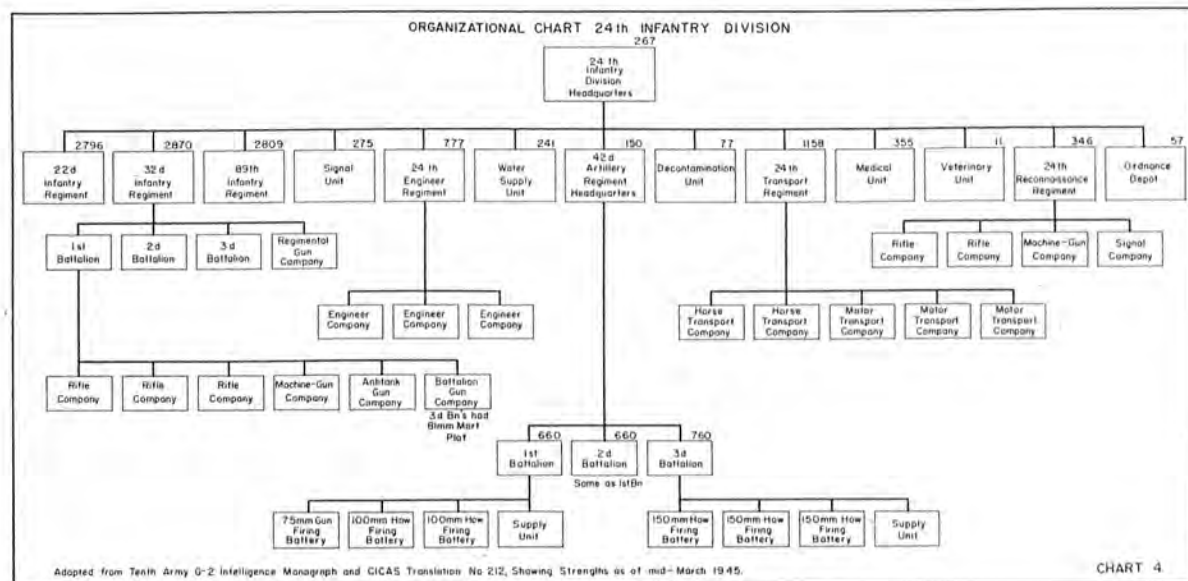 ORGANIZATIONAL CHART 24th INFANTRY DIVISION
267
24 th
Infantry
Division
Headquarters
2796
22d
Infantry
Regiment
2870
32d
Infantry
Regiment
2809
89th
Infantry
Regiment
275
Signal
Unit
777
24 th
Engineer
Regiment
241
Water
Supply
Unit
150
42d
Artillery
Regiment
Headquarters
77
Decontamination
Unit
1158
24th
Transport
Regiment
355
Medical
Unit
11
Veterinary
Unit
346
24th
Reconnaissance
Regiment
57
Ordnance
Depot
1st
Battalion
2d
Battalion
3d
Battalion
Regimental
Gun
Company
Rifle
Company
Rifle
Company
Machine-Gun
Company
Signal
Company
Engineer
Company
Engineer
Company
Engineer
Company
Horse
Transport
Company
Horse
Transport
Company
Motor
Transport
Company
Motor
Transport
Company
Motor
Transport
Company
Rifle
Company
Rifle
Company
Rifle
Company
Machine-Gun
Company
Antitank
Gun
Company
Battalion
Gun
Company
3d Bn's had
81mm Mort
Plat
660
1st
Battalion
660
2d
Battalion
Same as 1st Bn
760
3d
Battalion
75mm Gun
Firing
Battery
100mm How
Firing
Battery
100mm How
Firing
Battery
Supply
Unit
150mm How
Firing
Battery
150mm How
Firing
Battery
150mm How
Firing
Battery
Supply
Unit
Adapted from Tenth Army G-2 Intelligence Monograph and CICAS Translation No 212, Showing Strengths as of mid-March 1945.
CHART 4